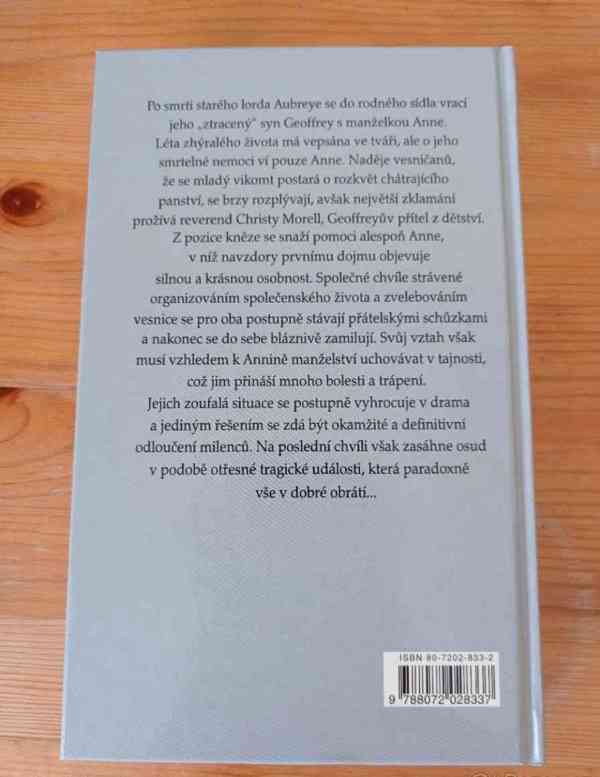 Po smrti starého lorda Aubreye se do rodného sídla vrací
jeho „ztracený“ syn Geoffrey s manželkou Anne.
Léta zhýralého života má vepsána ve tváři, ale o jeho
smrtelné nemoci ví pouze Anne. Naděje vesničanů,
že se mladý vikomt postará o rozkvět chátrajícího
panství, se brzy rozplývají, avšak největší zklamání
prožívá reverend Christy Morell, Geoffreyův přítel z dětství.
Z pozice kněze se snaží pomoci alespoň Anne,
v níž navzdory prvnímu dojmu objevuje
silnou a krásnou osobnost. Společné chvíle strávené
organizováním společenského života a zvelebováním
vesnice se pro oba postupně stávají přátelskými schůzkami
a nakonec se do sebe bláznivě zamilují. Svůj vztah však
musí vzhledem k Annině manželství uchovávat v tajnosti,
což jim přináší mnoho bolesti a trápení.
Jejich zoufalá situace se postupně vyhrocuje v drama
a jediným řešením se zdá být okamžité a definitivní
odloučení milenců. Na poslední chvíli však zasáhne osud
v podobě otřesné tragické události, která paradoxně
vše v dobré obrátí...
ISBN 80-7202-833-2
9 788072 028337